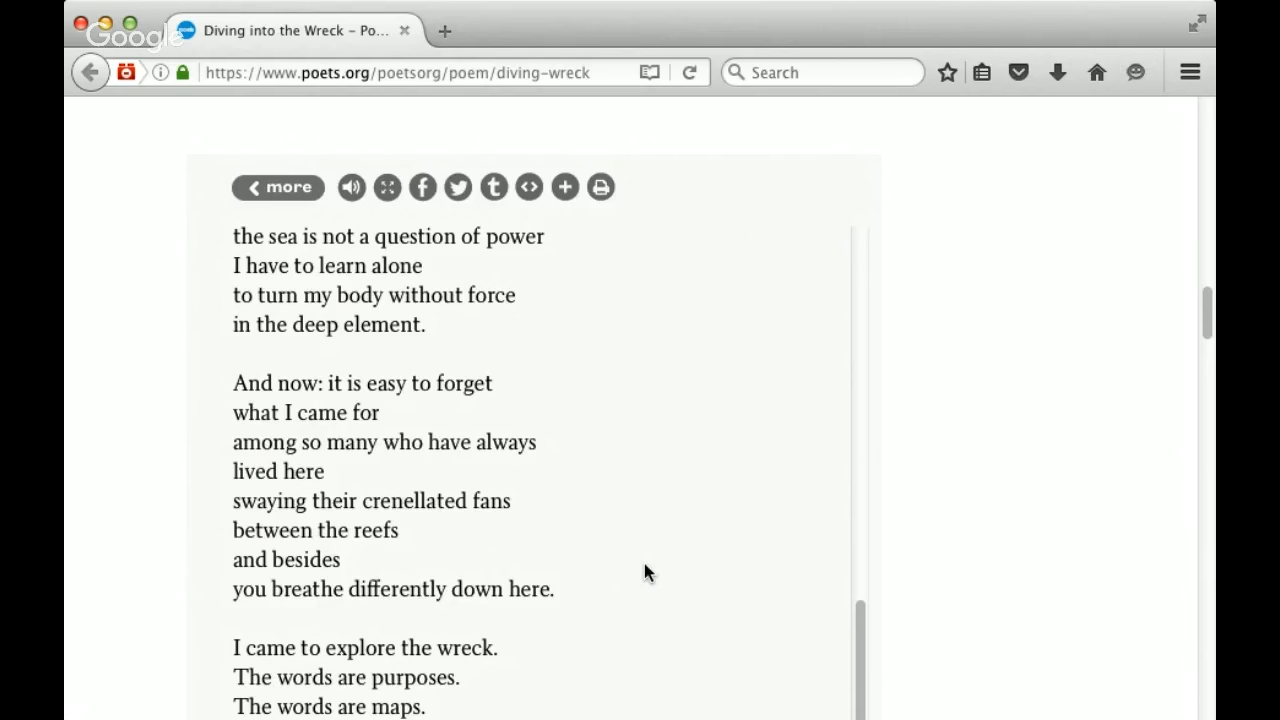 Google
Diving into the Wreck – Po...
https://www.poets.org/poetsorg/poem/diving-wreck
Search
more
the sea is not a question of power
I have to learn alone
to turn my body without force
in the deep element.
And now: it is easy to forget
what I came for
among so many who have always
lived here
swaying their crenellated fans
between the reefs
and besides
you breathe differently down here.
I came to explore the wreck.
The words are purposes.
The words are maps.